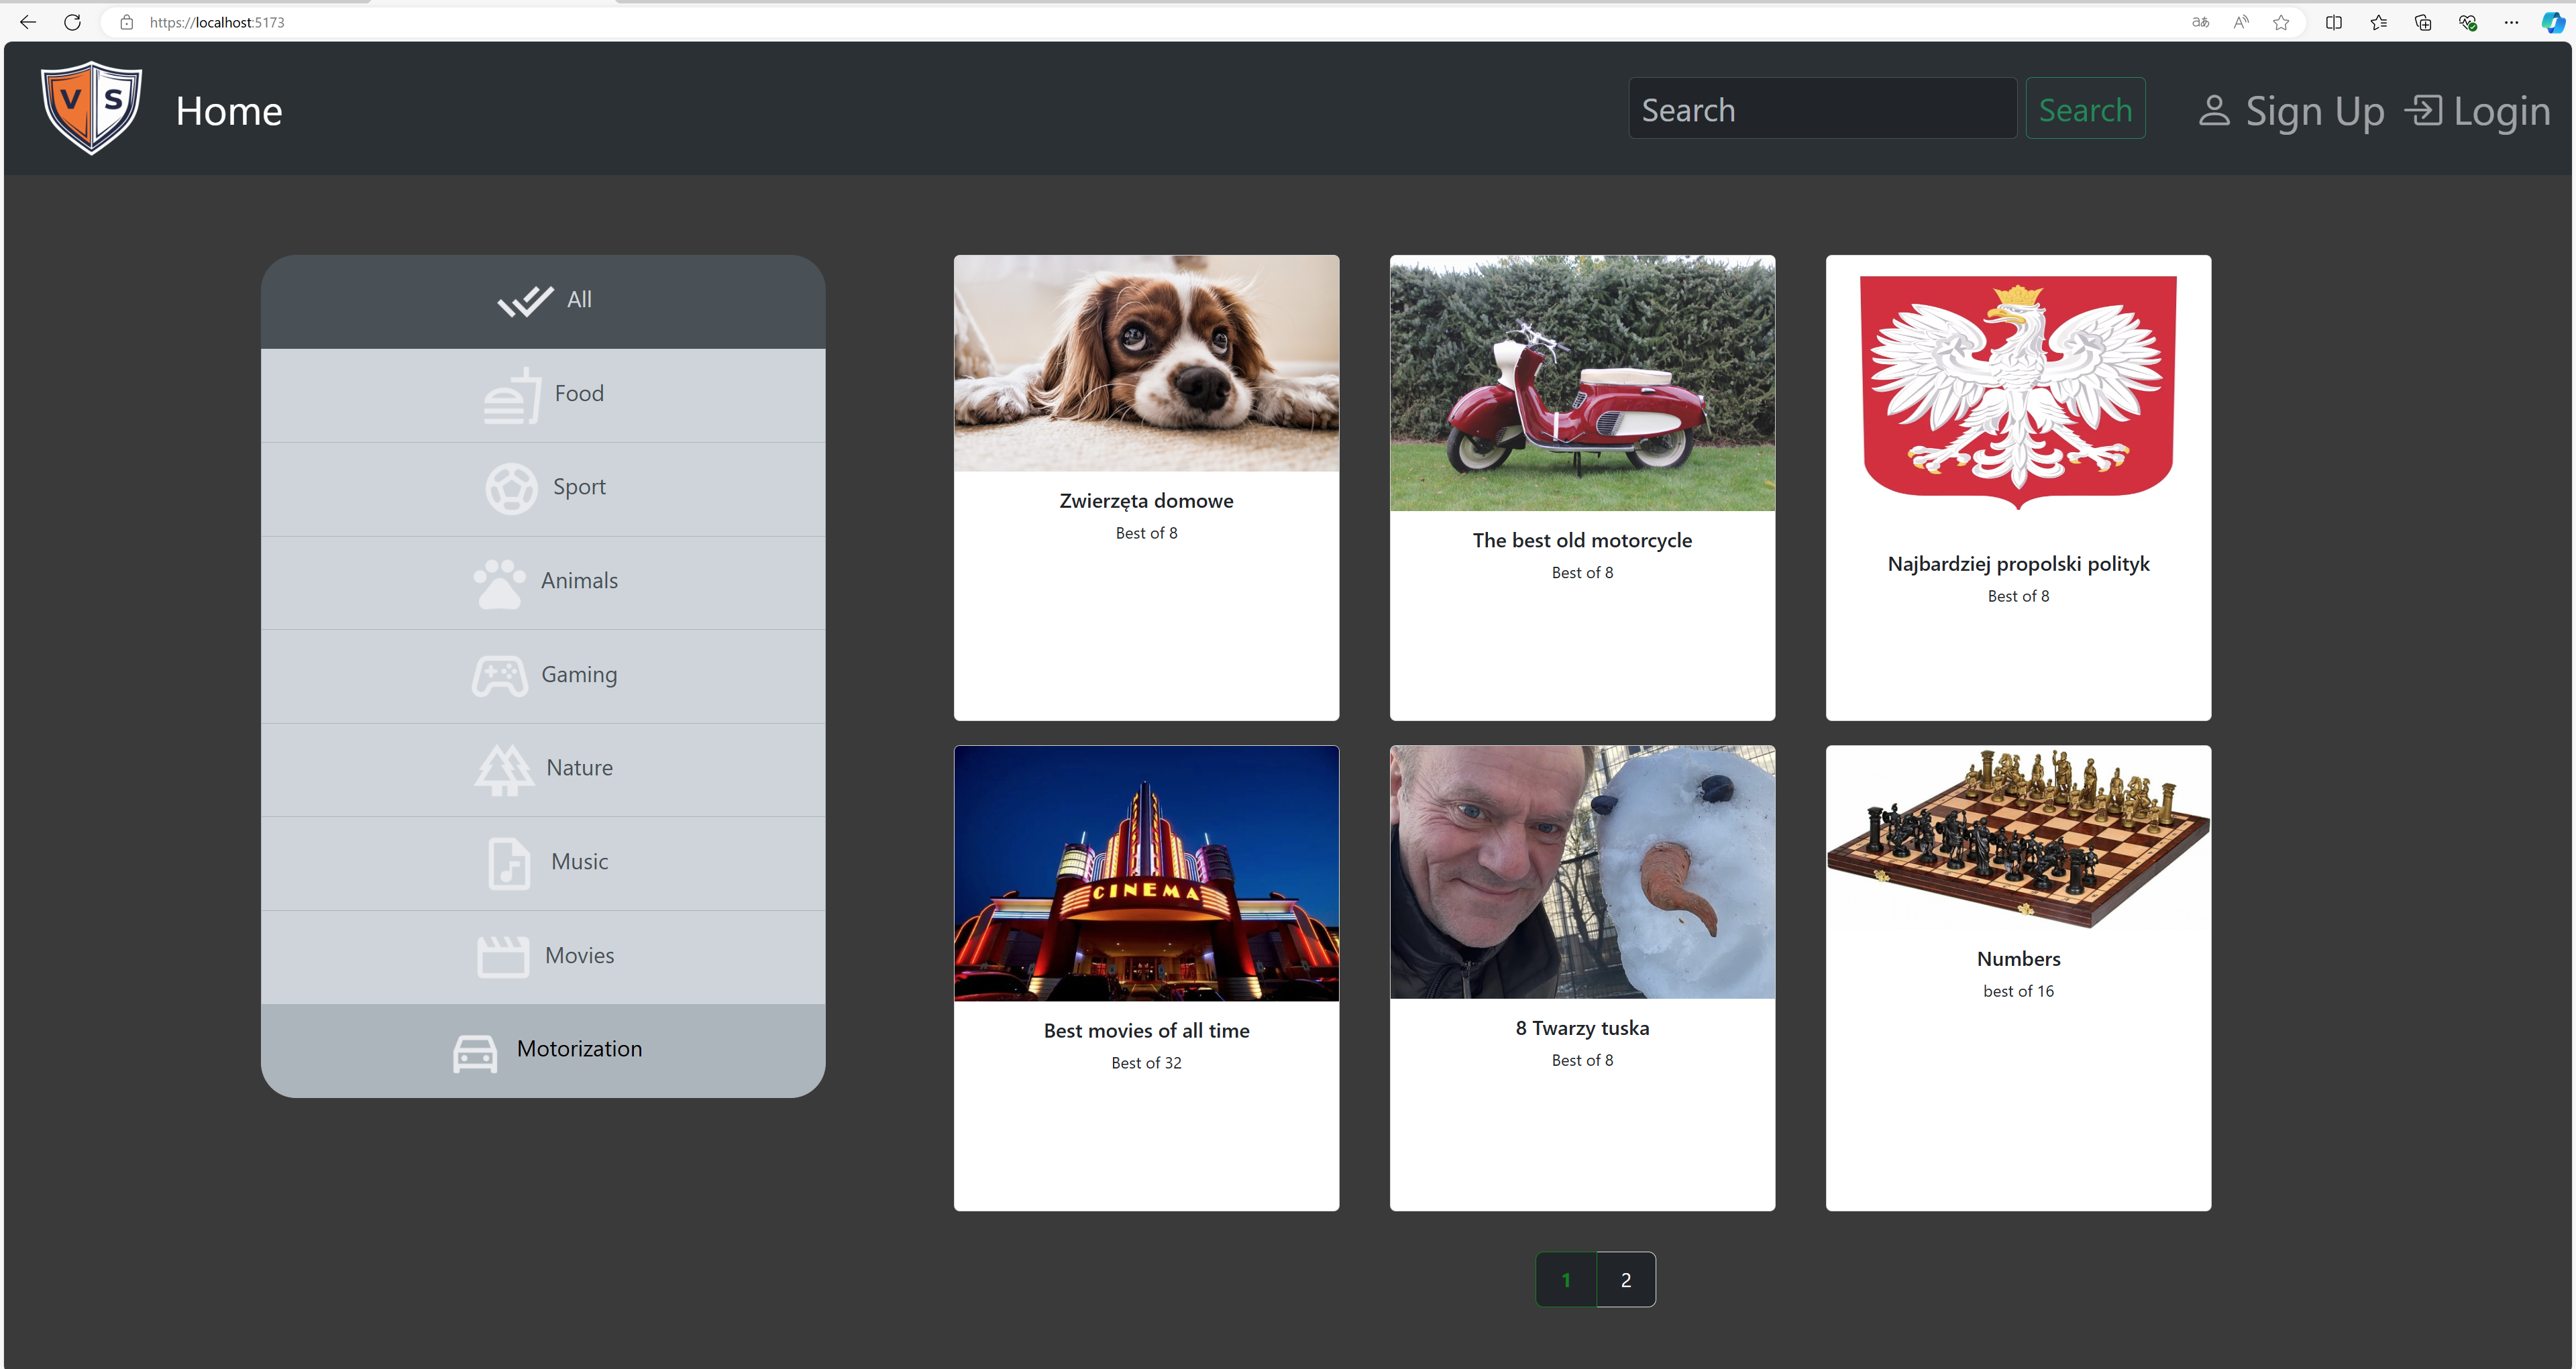 https://localhost:5173
V S
Home
Search
Search
Sign Up
Login
All
Food
Sport
Animals
Gaming
Nature
Music
Movies
Motorization
Zwierzęta domowe
Best of 8
The best old motorcycle
Best of 8
Najbardziej propolski polityk
Best of 8
CINEMA
Best movies of all time
Best of 32
8 Twarzy tuska
Best of 8
Numbers
best of 16
1
2